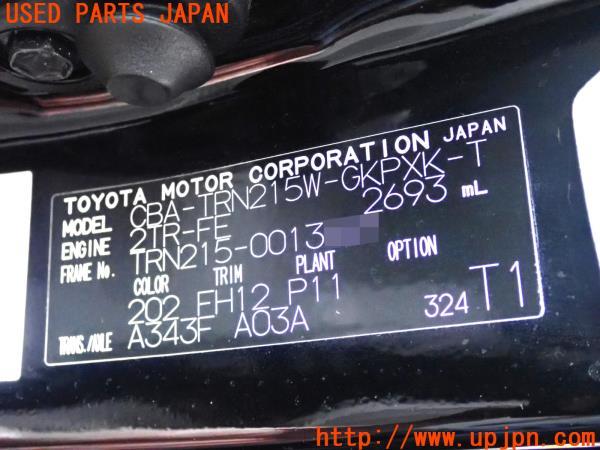 USED PARTS JAPAN
TOYOTA MOTOR CORPORATION JAPAN
MODEL CBA-TRN215W-GKPXK-T
ENGINE 2TR-FE 2693 mL
FRAME No. TRN215-0013
COLOR TRIM PLANT OPTION
202 FH12 P11
TRANS./AXLE A343F A03A 324 T1
http://www.upjpn.com/